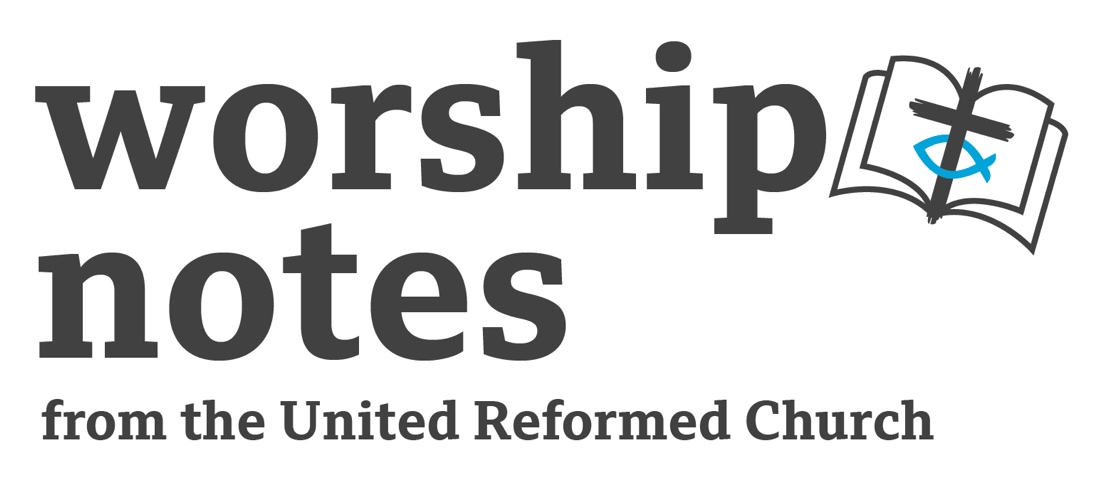 worship
notes
from the United Reformed Church